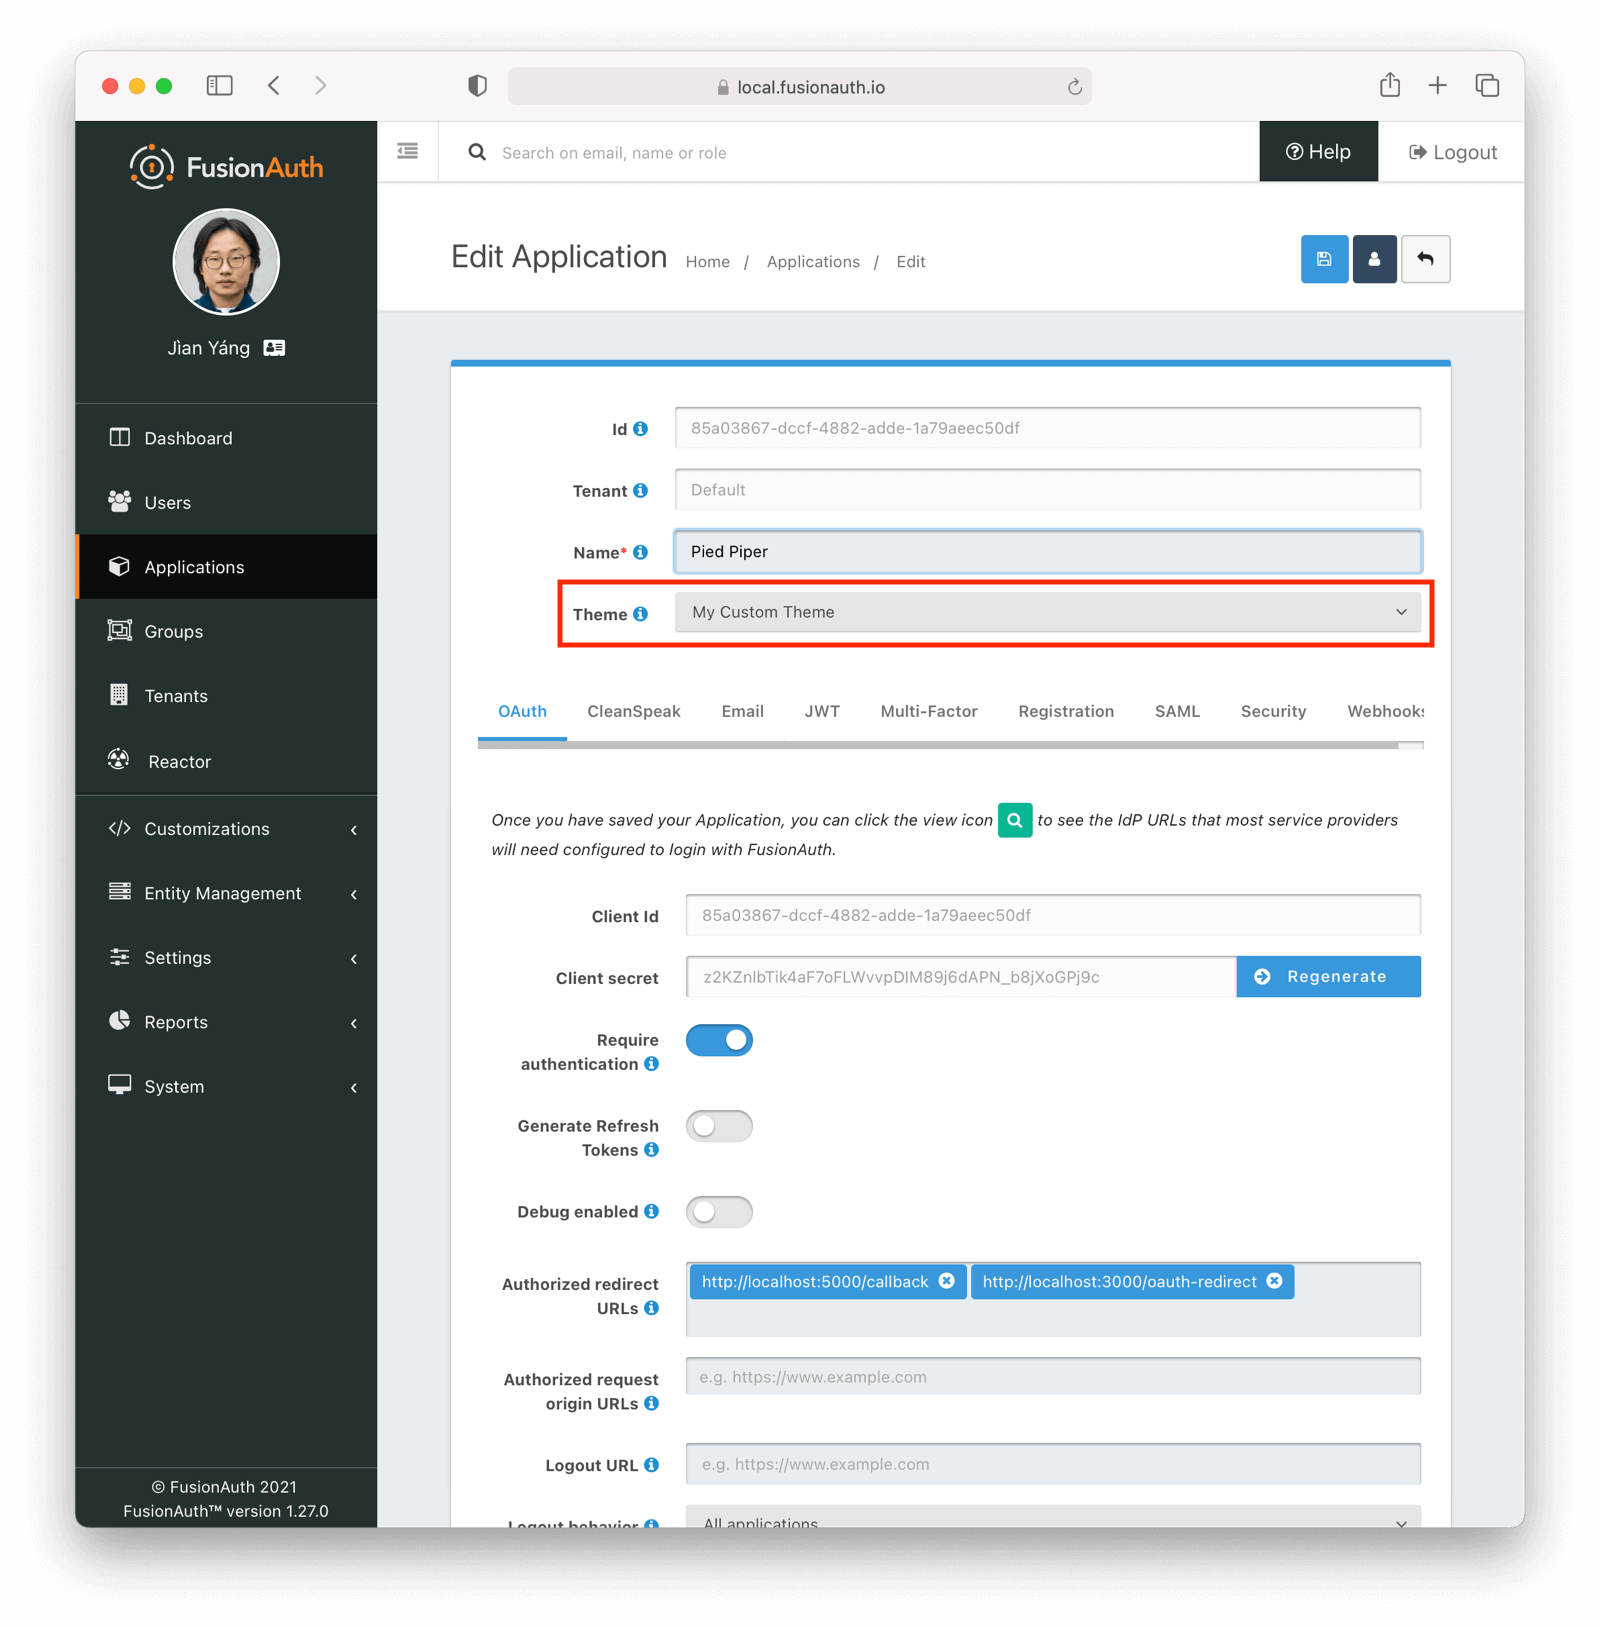 local.fusionauth.io
FusionAuth
Search on email, name or role
Help
Logout
Jìan Yáng
Edit Application
Home / Applications / Edit
Dashboard
Users
Applications
Groups
Tenants
Reactor
Customizations
Entity Management
Settings
Reports
System
© FusionAuth 2021
FusionAuth™ version 1.27.0
Id 85a03867-dccf-4882-adde-1a79aeec50df
Tenant Default
Name* Pied Piper
Theme My Custom Theme
OAuth CleanSpeak Email JWT Multi-Factor Registration SAML Security Webhooks
Once you have saved your Application, you can click the view icon to see the IdP URLs that most service providers
will need configured to login with FusionAuth.
Client Id 85a03867-dccf-4882-adde-1a79aeec50df
Client secret z2KZnlbTik4aF7oFLWvvpDIM89j6dAPN_b8jXoGPj9c Regenerate
Require
authentication
Generate Refresh
Tokens
Debug enabled
Authorized redirect
URLs
http://localhost:5000/callback http://localhost:3000/oauth-redirect
Authorized request
origin URLs
e.g. https://www.example.com
Logout URL e.g. https://www.example.com
Logout behavior All applications